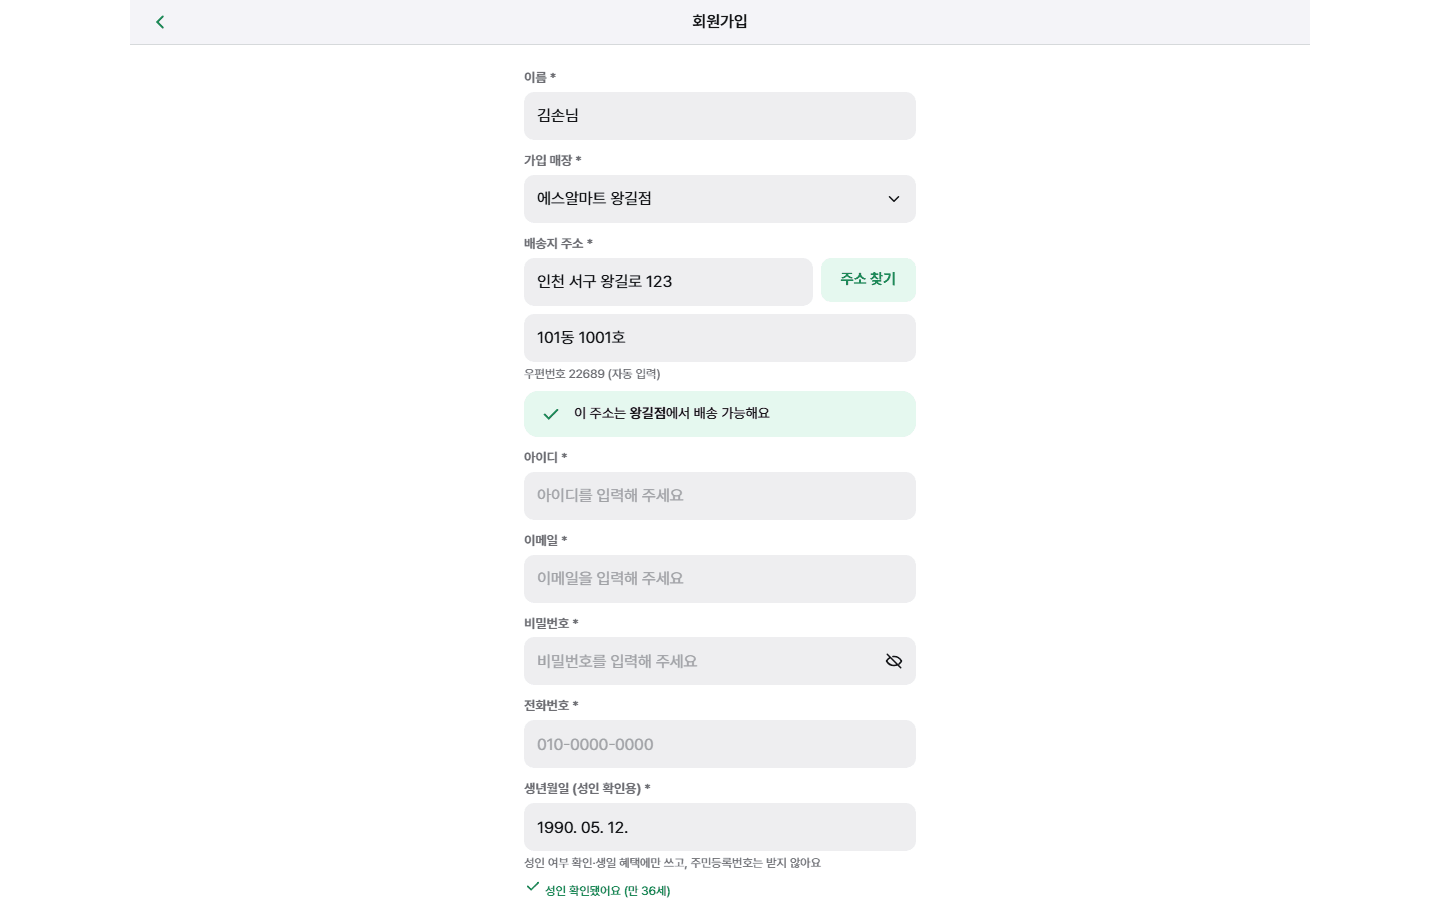 회원가입
이름 *
김손님
가입 매장 *
에스알마트 왕길점
배송지 주소 *
인천 서구 왕길로 123
주소 찾기
101동 1001호
우편번호 22689 (자동 입력)
이 주소는 왕길점에서 배송 가능해요
아이디 *
아이디를 입력해 주세요
이메일 *
이메일을 입력해 주세요
비밀번호 *
비밀번호를 입력해 주세요
전화번호 *
010-0000-0000
생년월일 (성인 확인용) *
1990. 05. 12.
성인 여부 확인·생일 혜택에만 쓰고, 주민등록번호는 받지 않아요
성인 확인됐어요 (만 36세)